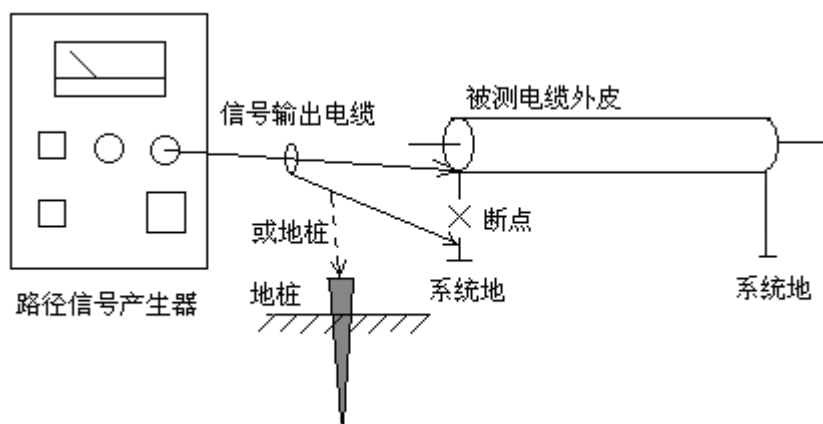 被测电缆外皮
信号输出电缆
断点
或地桩
地桩
系统地
系统地
路径信号产生器